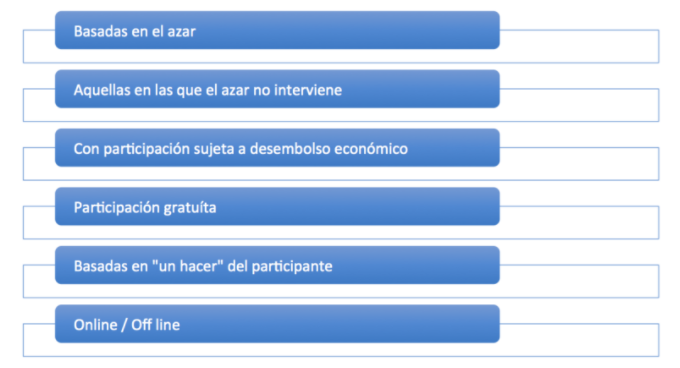 Basadas en el azar
Aquellas en las que el azar no interviene
Con participación sujeta a desembolso económico
Participación gratuíta
Basadas en "un hacer" del participante
Online / Off line